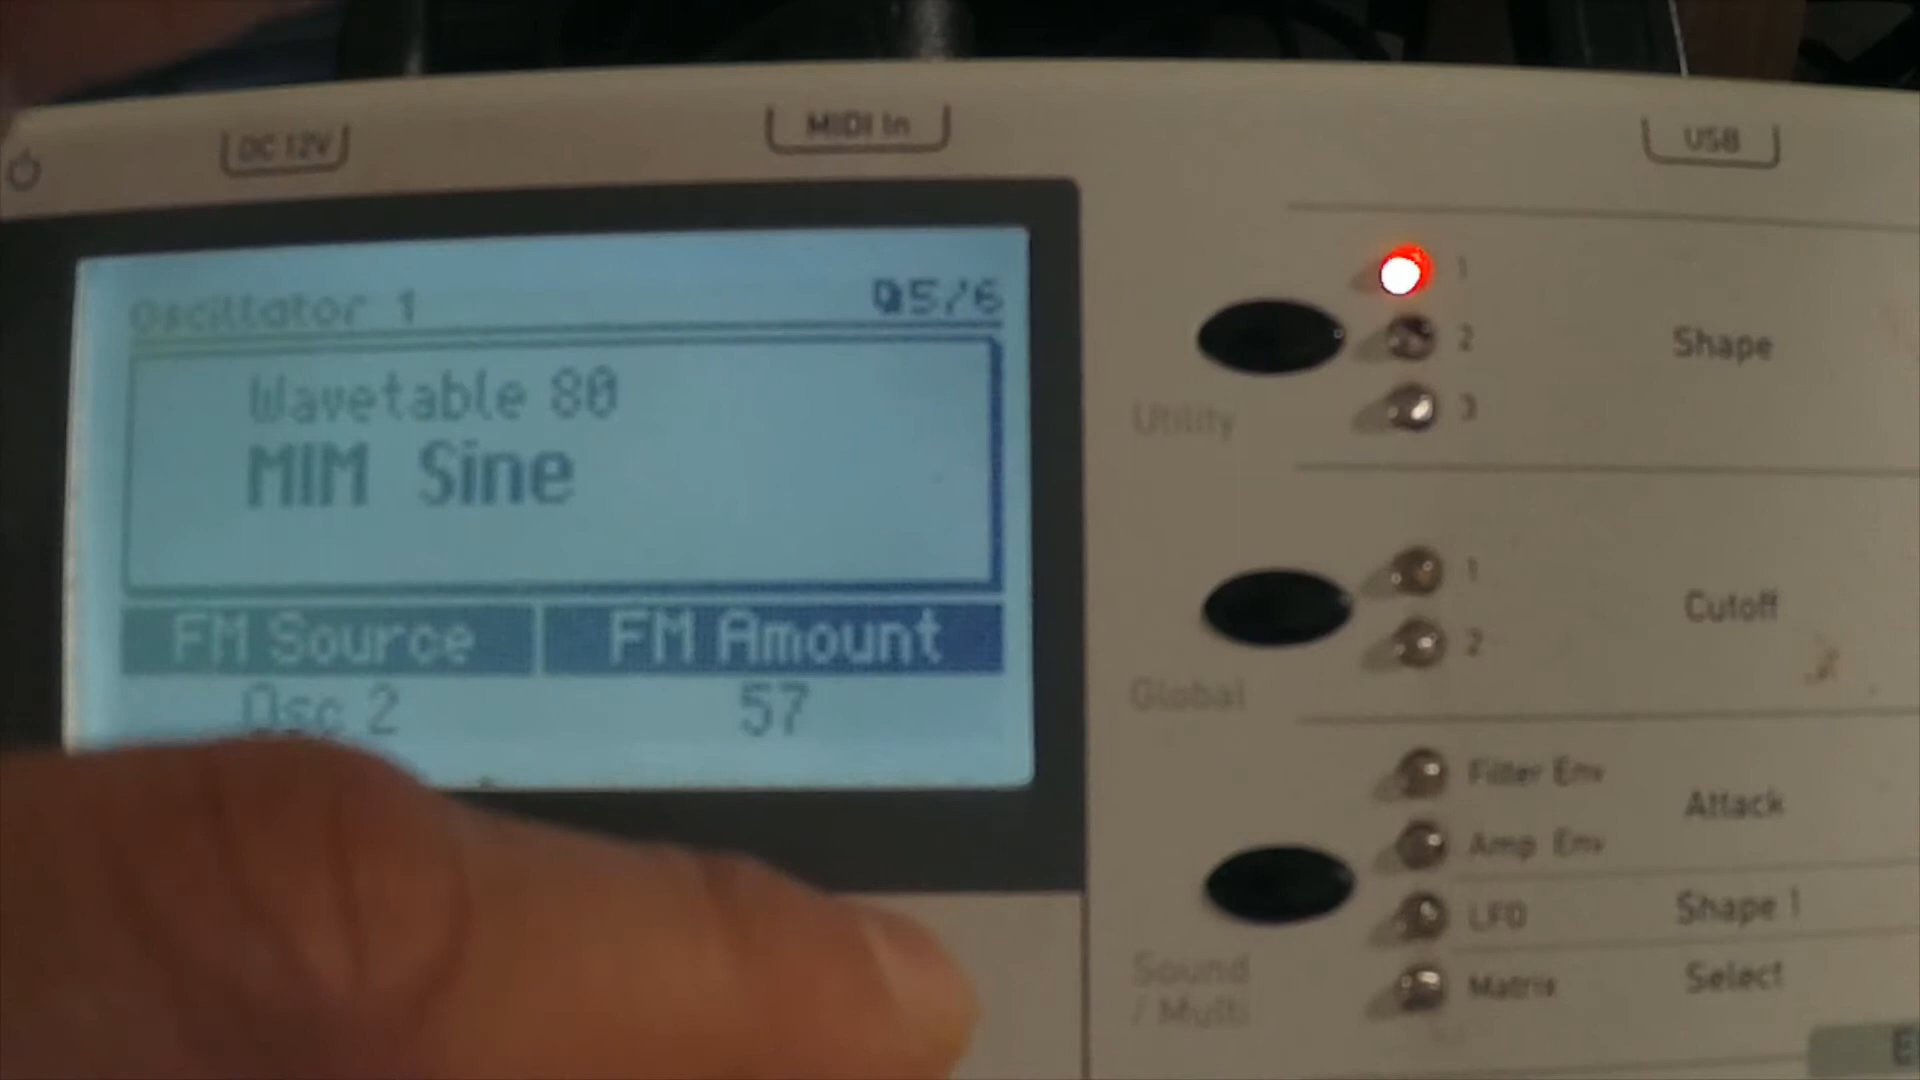 DC 12V
MIDI In
USB
Oscillator 1
5/6
Wavetable 80
MIM Sine
FM Source
FM Amount
Osc 2
57
1
2
3
Shape
Utility
1
2
Cutoff
Global
Filter Env
Attack
Amp Env
LFO
Shape 1
Matrix
Select
Sound
/ Multi